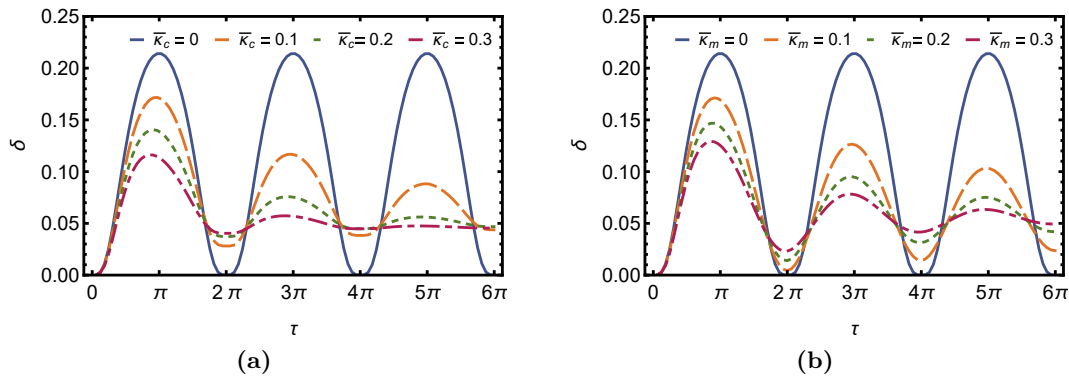 κ̅c = 0 κ̅c = 0.1 κ̅c = 0.2 κ̅c = 0.3
0.25
0.20
0.15
0.10
0.05
0.00
δ
0 π 2π 3π 4π 5π 6π
τ
(a)
κ̅m = 0 κ̅m = 0.1 κ̅m = 0.2 κ̅m = 0.3
0.25
0.20
0.15
0.10
0.05
0.00
δ
0 π 2π 3π 4π 5π 6π
τ
(b)